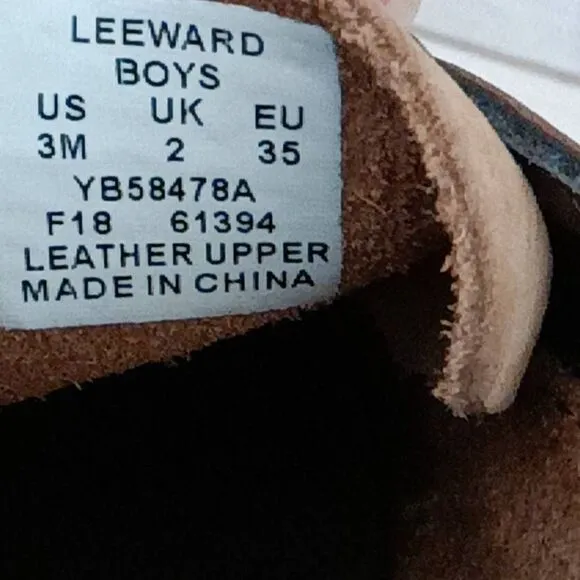 LEEWARD
BOYS
US UK EU
3M 2 35
YB58478A
F18 61394
LEATHER UPPER
MADE IN CHINA